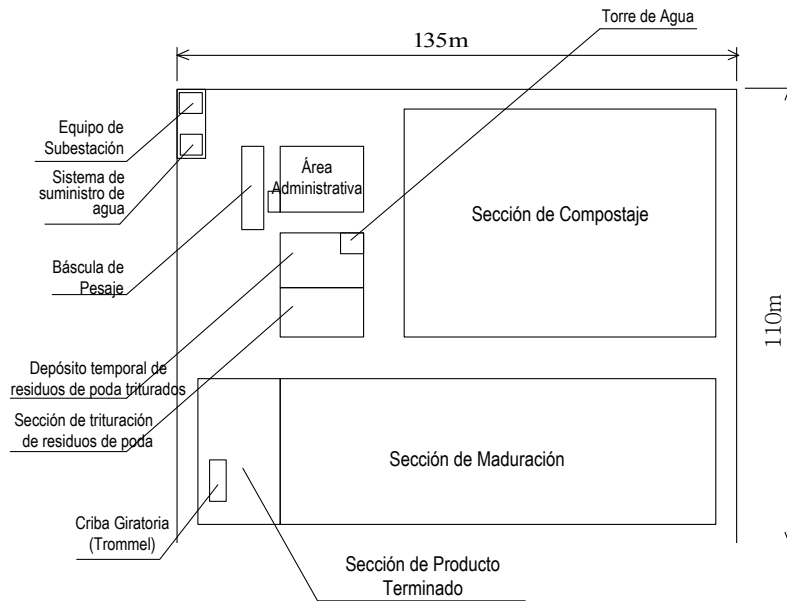 Torre de Agua
135m
Equipo de
Subestación
Sistema de
suministro de
agua
Área
Administrativa
Sección de Compostaje
Báscula de
Pesaje
110m
Depósito temporal de
residuos de poda triturados
Sección de trituración
de residuos de poda
Sección de Maduración
Criba Giratoria
(Trommel)
Sección de Producto
Terminado